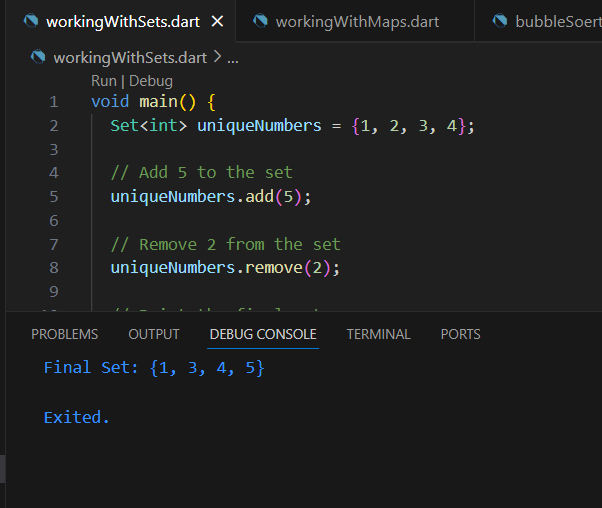 workingWithSets.dart × workingWithMaps.dart bubbleSoert
workingWithSets.dart > ...
Run | Debug
1 void main() {
2 Set<int> uniqueNumbers = {1, 2, 3, 4};
3
4 // Add 5 to the set
5 uniqueNumbers.add(5);
6
7 // Remove 2 from the set
8 uniqueNumbers.remove(2);
9
PROBLEMS OUTPUT DEBUG CONSOLE TERMINAL PORTS
Final Set: {1, 3, 4, 5}
Exited.